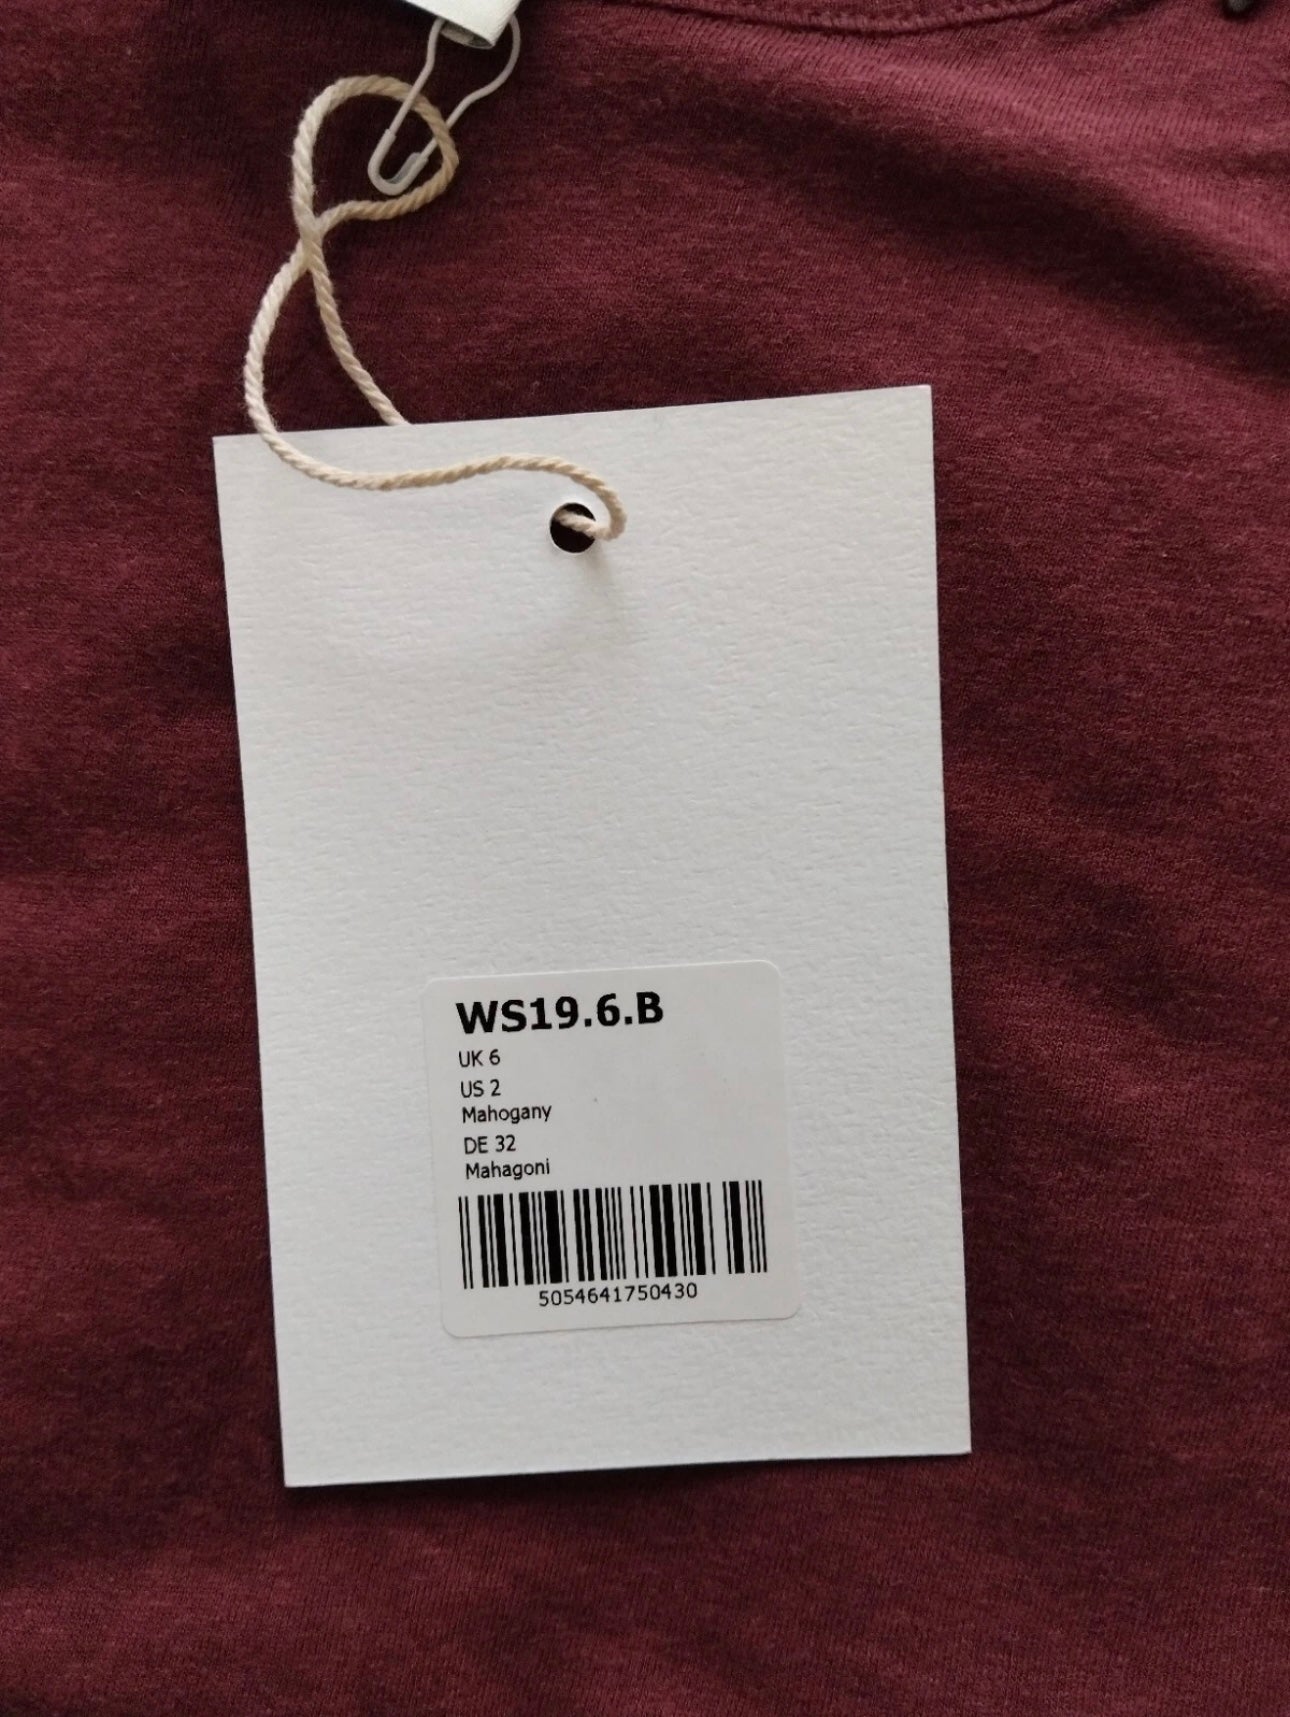 WS19.6.B
UK 6
US 2
Mahogany
DE 32
Mahagoni
5054641750430